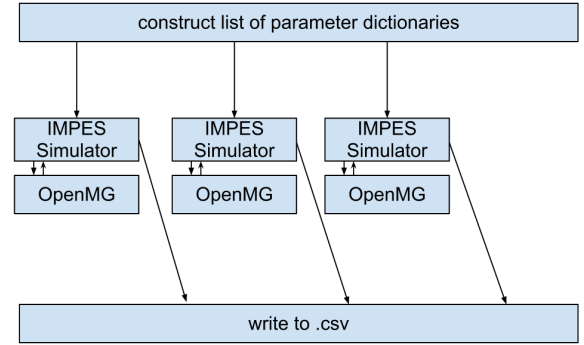 construct list of parameter dictionaries
IMPES
Simulator
IMPES
Simulator
IMPES
Simulator
OpenMG
OpenMG
OpenMG
write to .csv